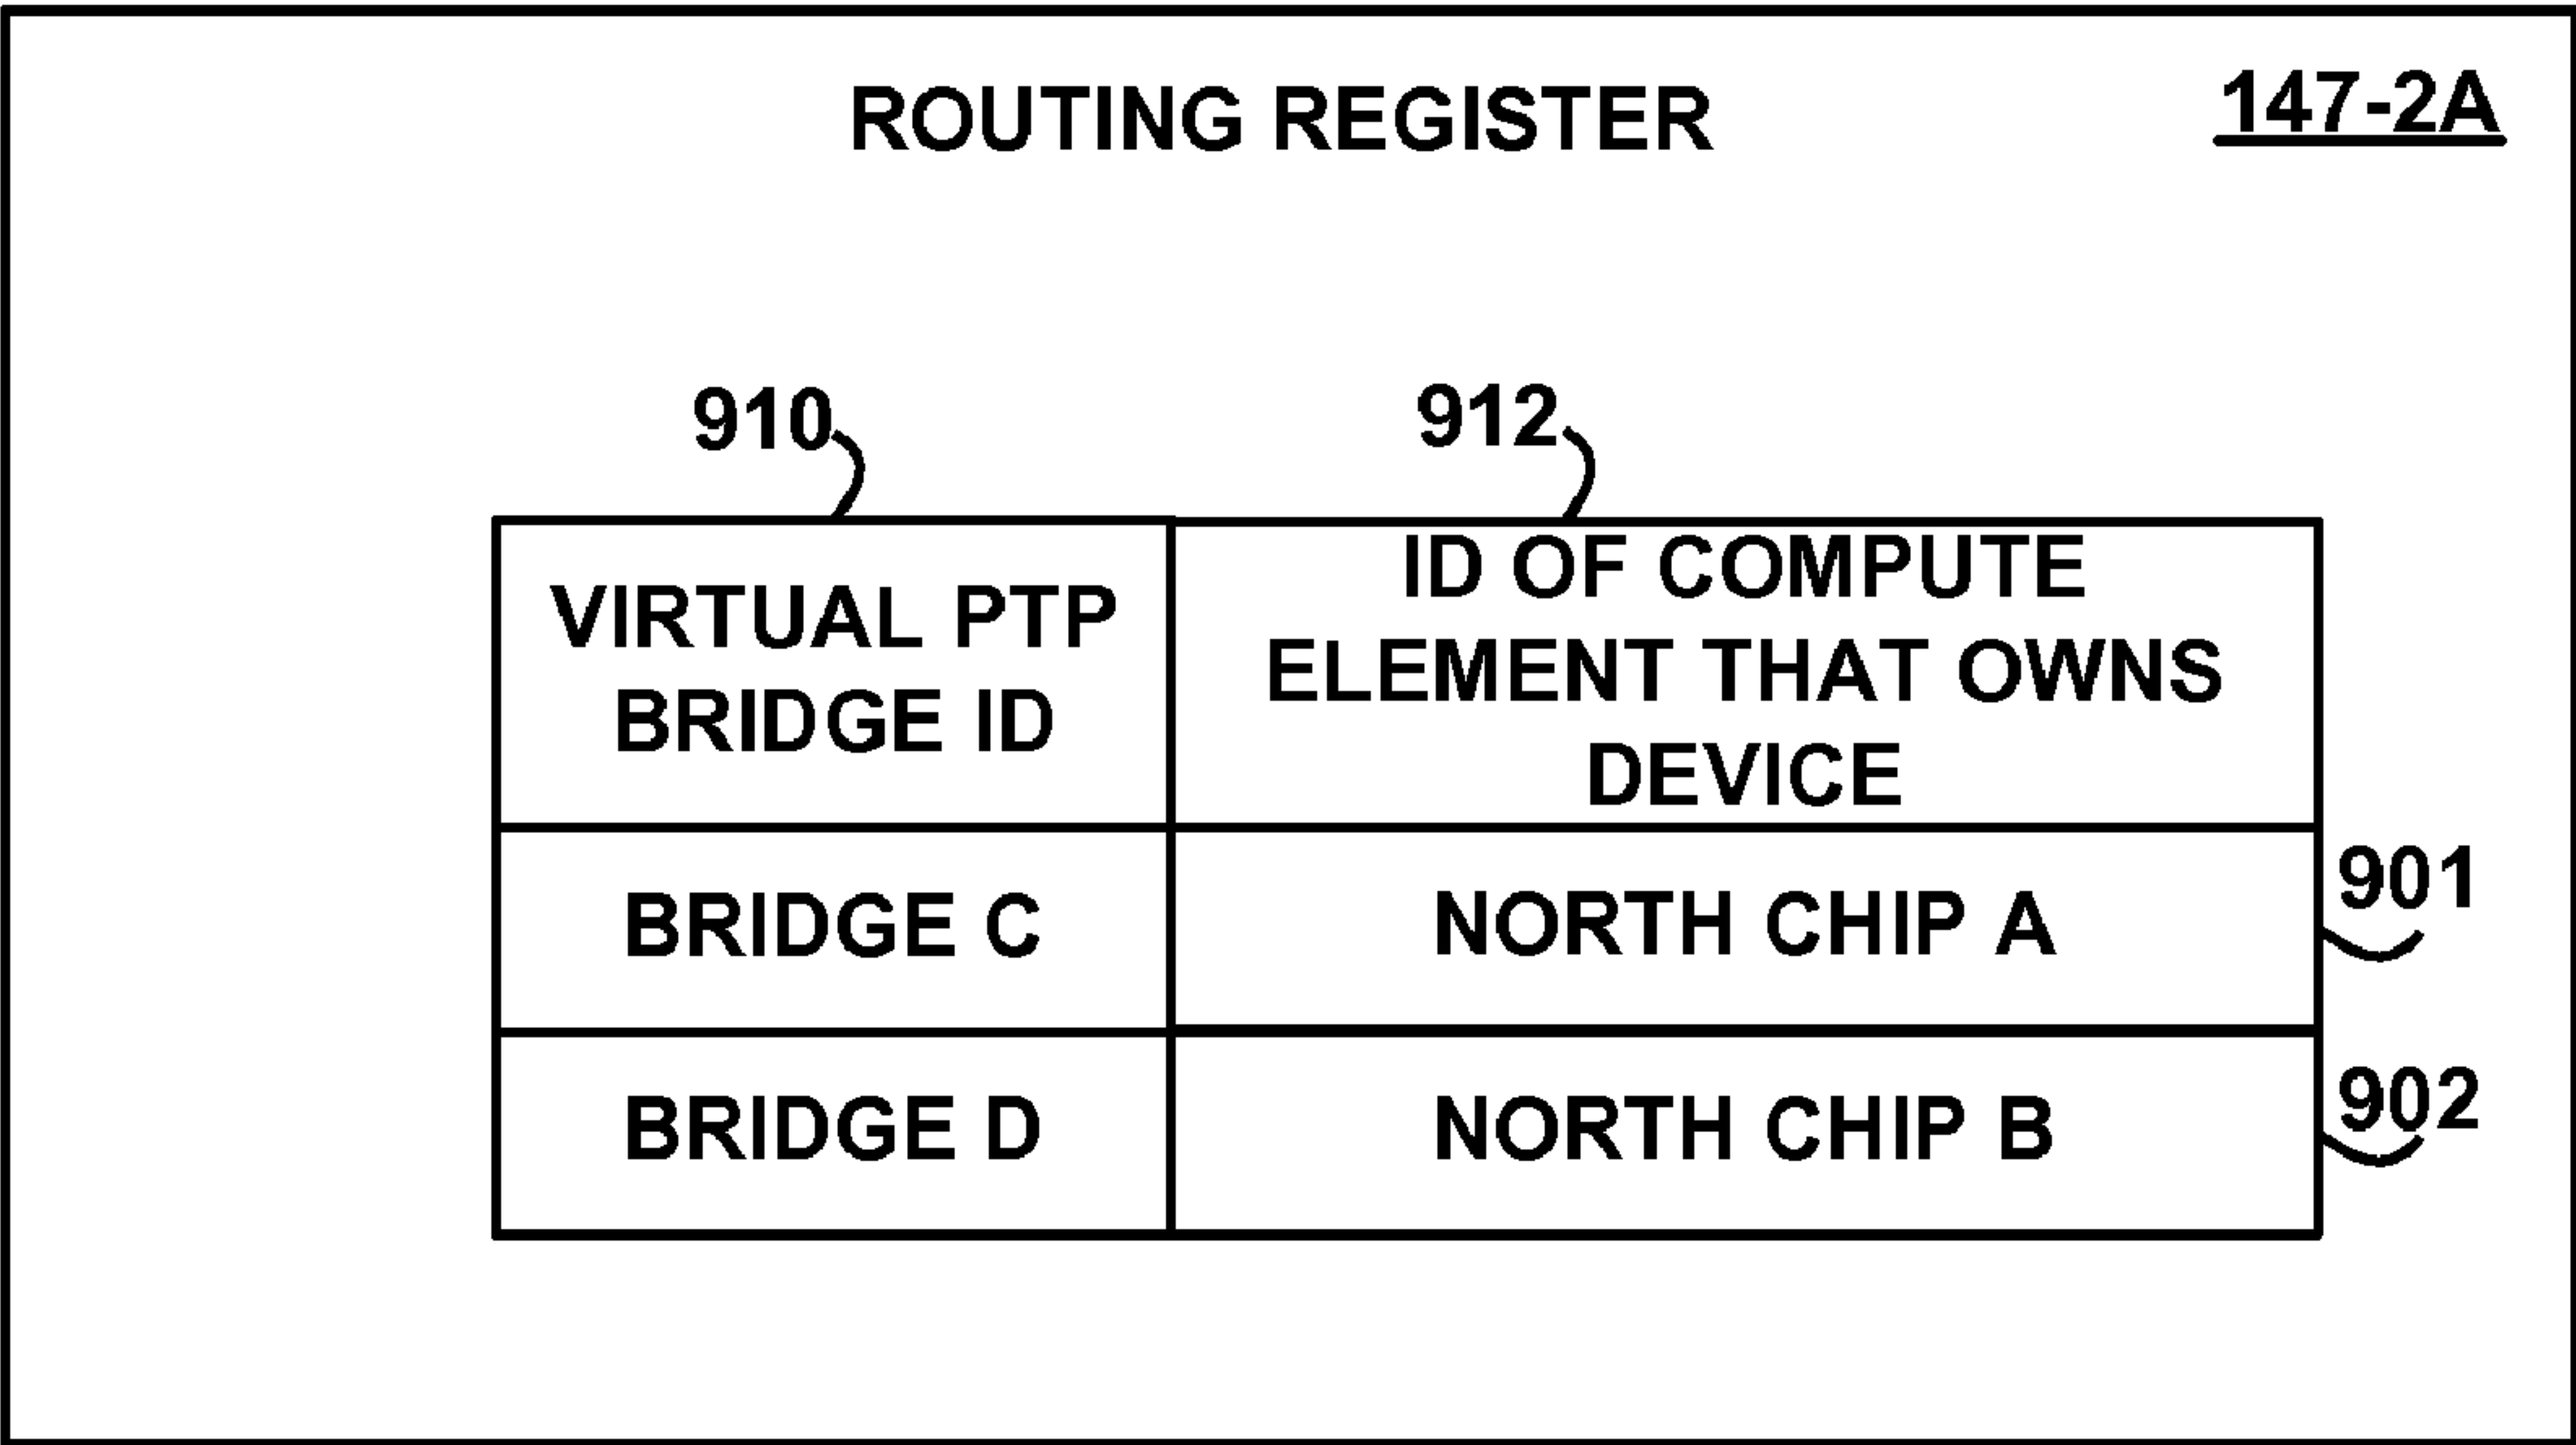 ROUTING REGISTER
147-2A
910
912
VIRTUAL PTP
BRIDGE ID
ID OF COMPUTE
ELEMENT THAT OWNS
DEVICE
BRIDGE C
NORTH CHIP A
901
BRIDGE D
NORTH CHIP B
902